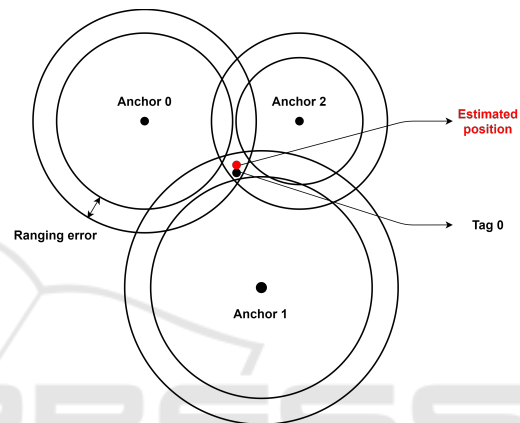 Anchor 0
Anchor 2
Estimated
position
Ranging error
Tag 0
Anchor 1